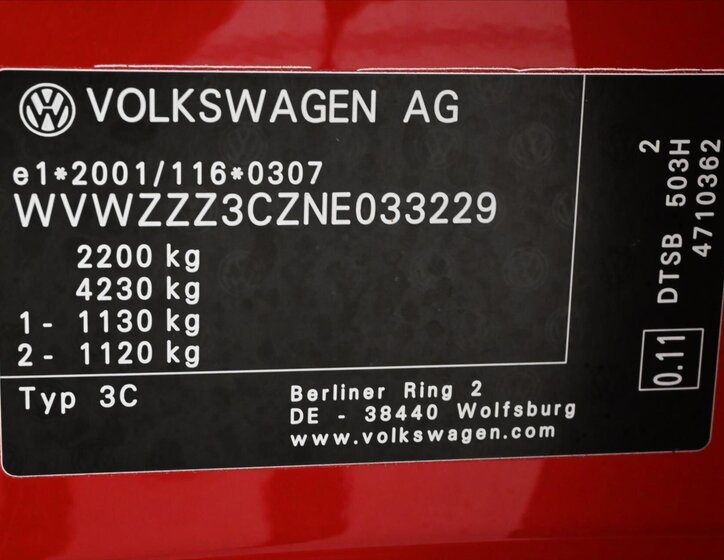 VOLKSWAGEN AG
e1*2001/116*0307
WVWZZZ3CZNE033229
2200 kg
4230 kg
1 - 1130 kg
2 - 1120 kg
Typ 3C
Berliner Ring 2
DE - 38440 Wolfsburg
www.volkswagen.com
2
DTSB 503H
4710362
0.11